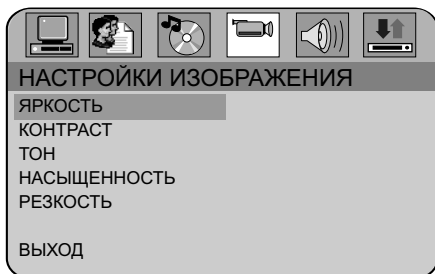 НАСТРОЙКИ ИЗОБРАЖЕНИЯ
ЯРКОСТЬ
КОНТРАСТ
ТОН
НАСЫЩЕННОСТЬ
РЕЗКОСТЬ
ВЫХОД